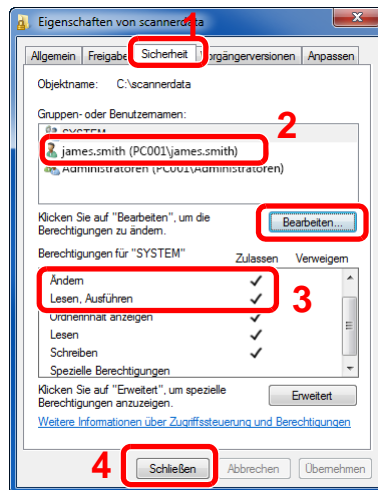 Eigenschaften von scannerdata
1
Allgemein Freigabe Sicherheit Vorgängerversionen Anpassen
Objektname: C:\scannerdata
Gruppen- oder Benutzernamen:
2
SYSTEM
james.smith (PC001\james.smith)
Administratoren (PC001\Administratoren)
Klicken Sie auf "Bearbeiten", um die
Berechtigungen zu ändern.
Bearbeiten...
Berechtigungen für "SYSTEM" Zulassen Verweigern
Ändern
Lesen, Ausführen
3
Ordnerinhalt anzeigen
Lesen
Schreiben
Spezielle Berechtigungen
Klicken Sie auf "Erweitert", um spezielle
Berechtigungen anzuzeigen.
Erweitert
Weitere Informationen über Zugriffssteuerung und Berechtigungen
4 Schließen Abbrechen Übernehmen